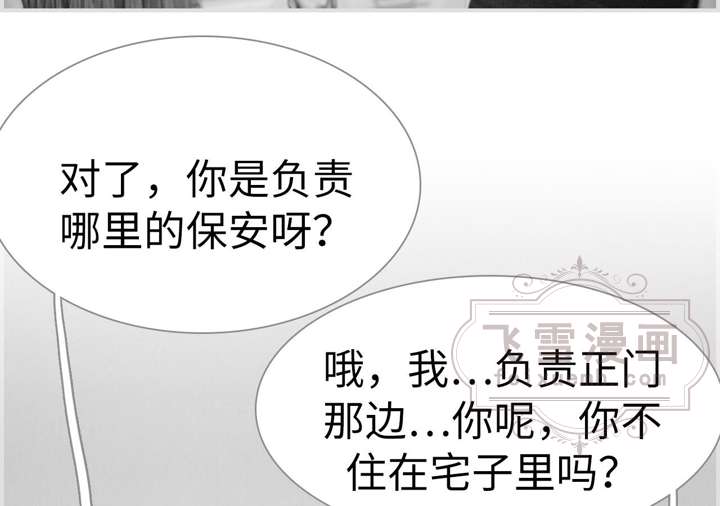 对了，你是负责
哪里的保安呀？
飞雪漫画
feixuemh.com
哦，我…负责正门
那边…你呢，你不
住在宅子里吗？